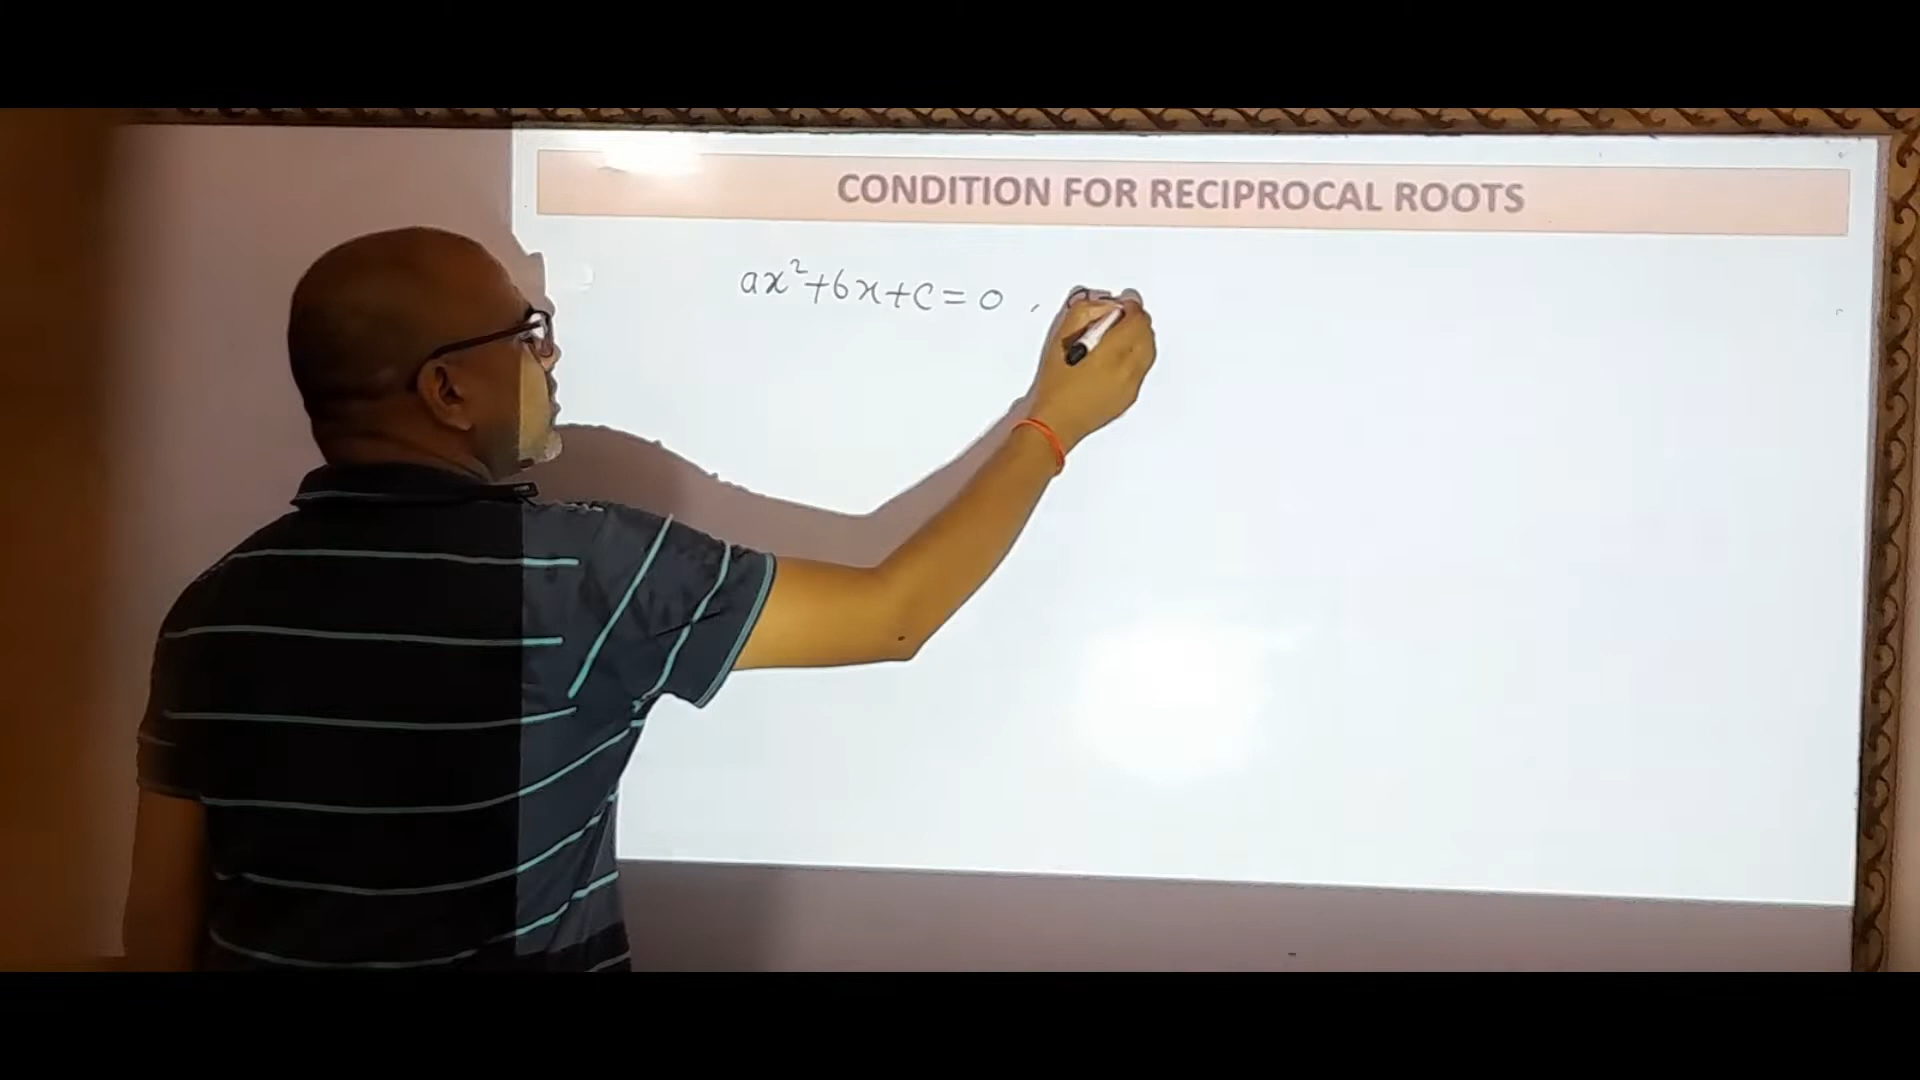 CONDITION FOR RECIPROCAL ROOTS
ax²+bx+c=0 ,